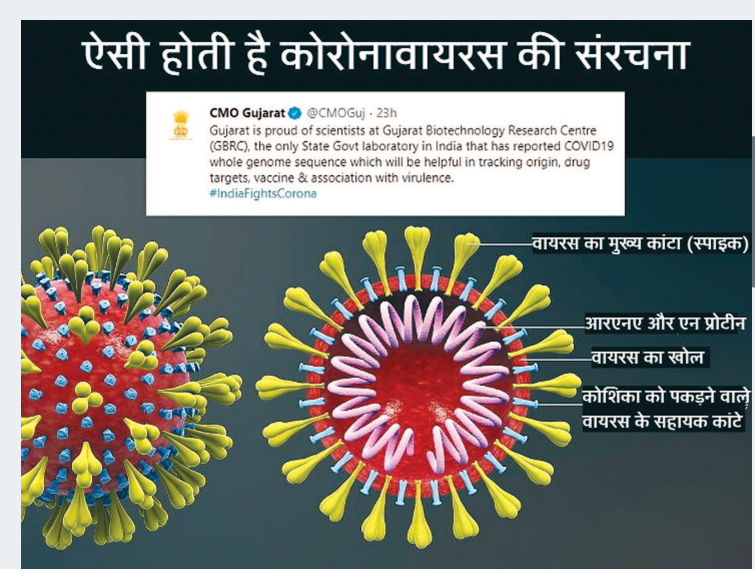 ऐसी होती है कोरोनावायरस की संरचना
CMO Gujarat @CMOGuj · 23h
Gujarat is proud of scientists at Gujarat Biotechnology Research Centre
(GBRC), the only State Govt laboratory in India that has reported COVID19
whole genome sequence which will be helpful in tracking origin, drug
targets, vaccine & association with virulence.
#IndiaFightsCorona
वायरस का मुख्य कांटा (स्पाइक)
आरएनए और एन प्रोटीन
वायरस का खोल
कोशिका को पकड़ने वाले
वायरस के सहायक कांटे